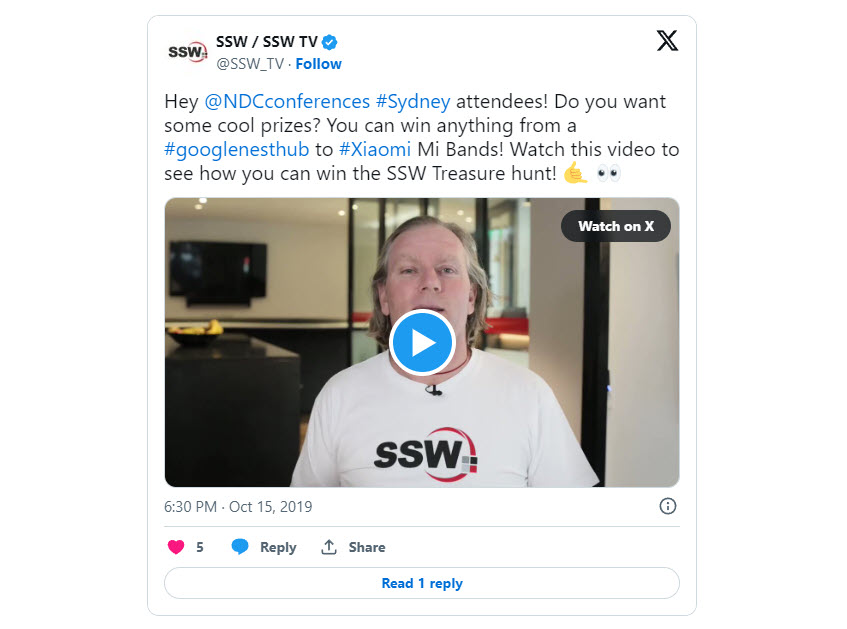 SSW
SSW / SSW TV
@SSW_TV · Follow
X
Hey @NDCconferences #Sydney attendees! Do you want
some cool prizes? You can win anything from a
#googlenesthub to #Xiaomi Mi Bands! Watch this video to
see how you can win the SSW Treasure hunt! 🤙 👀
Watch on X
SSW
6:30 PM · Oct 15, 2019
5 Reply Share
Read 1 reply